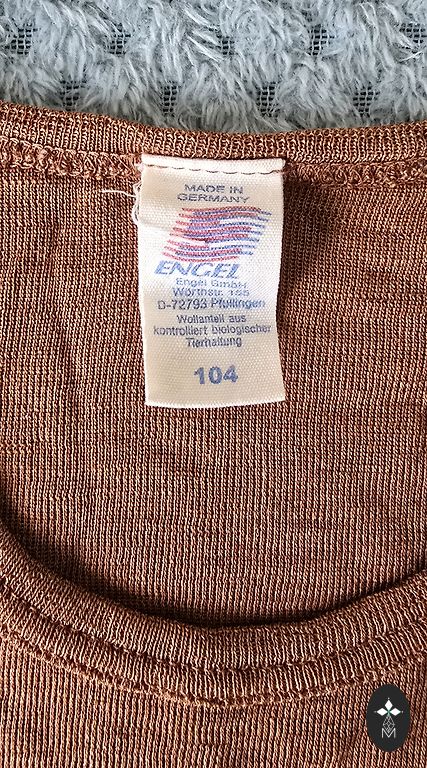 MADE IN
GERMANY
ENGEL
Engel GmbH
Wörthstr. 155
D-72793 Pfullingen
Wollanteil aus
kontrolliert biologischer
Tierhaltung
104